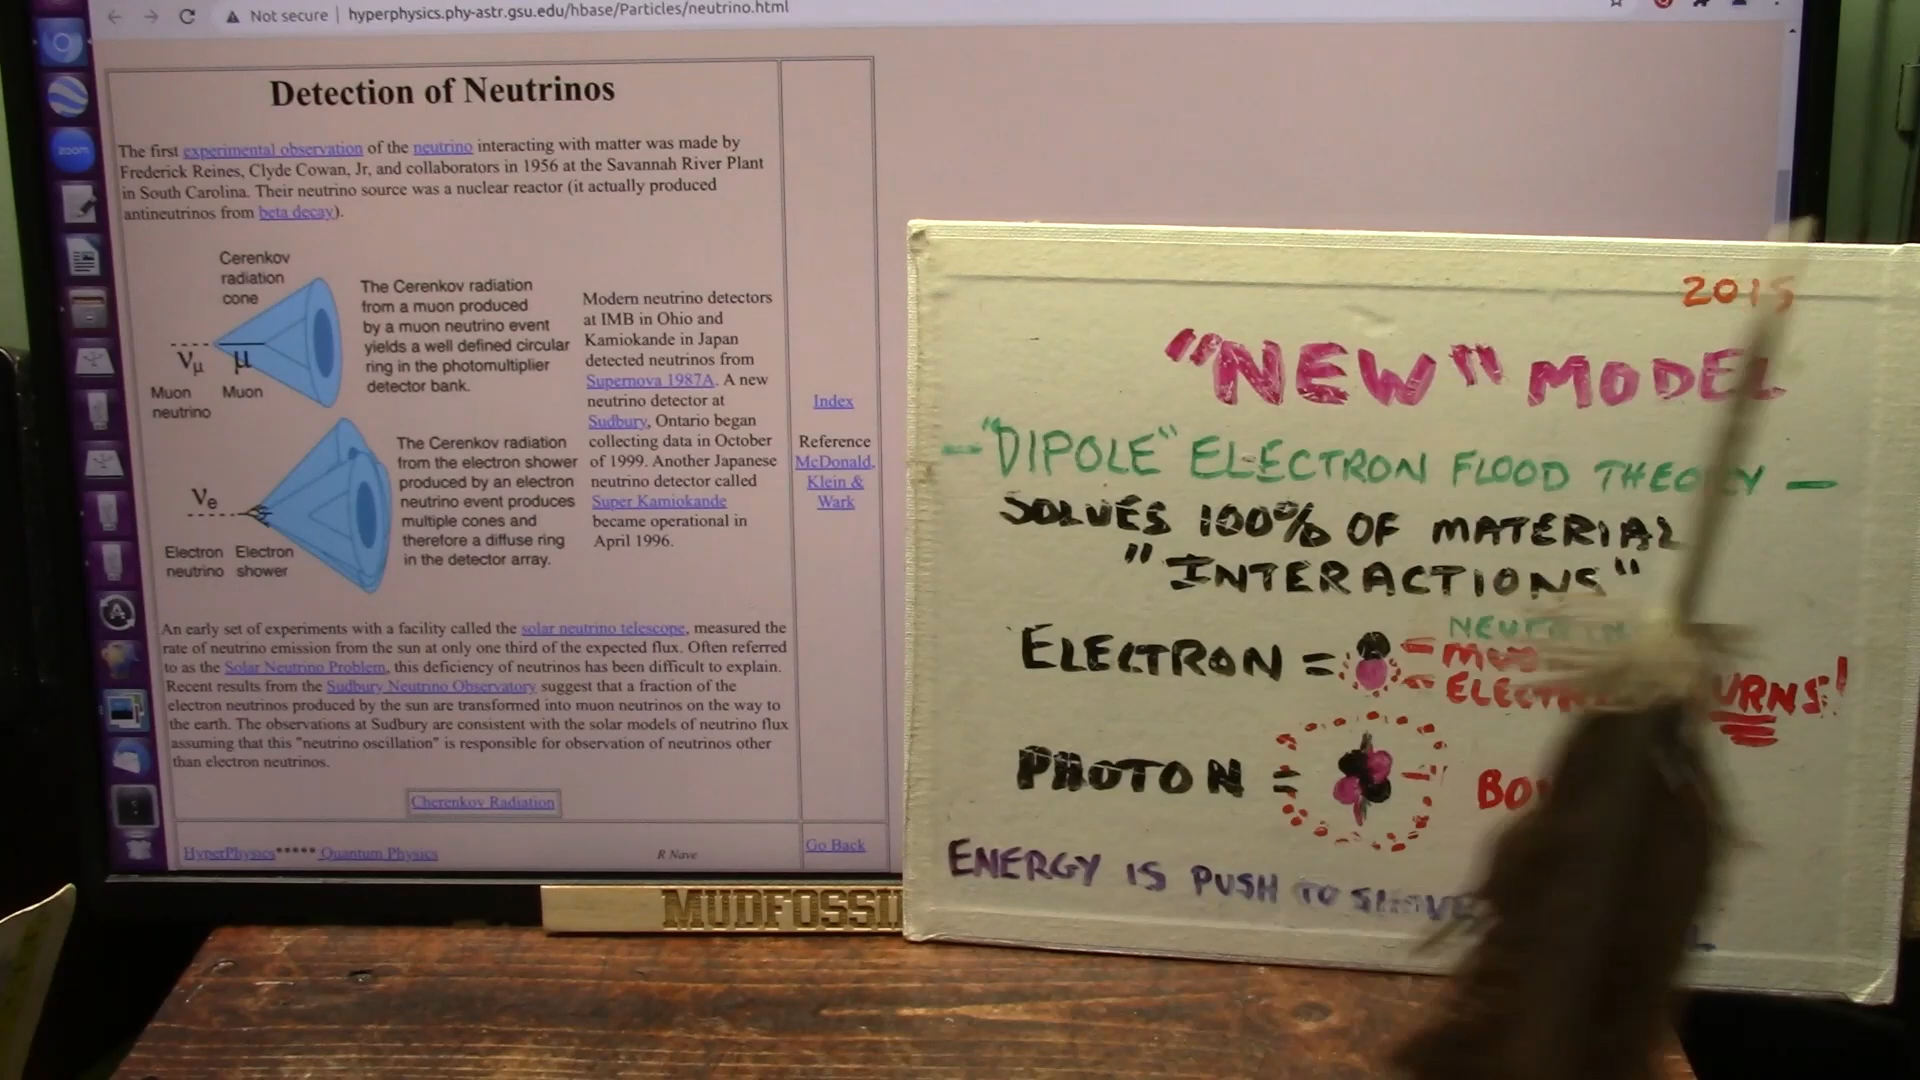 Not secure | hyperphysics.phy-astr.gsu.edu/hbase/Particles/neutrino.html
zoom
Detection of Neutrinos
The first experimental observation of the neutrino interacting with matter was made by
Frederick Reines, Clyde Cowan, Jr, and collaborators in 1956 at the Savannah River Plant
in South Carolina. Their neutrino source was a nuclear reactor (it actually produced
antineutrinos from beta decay).
Cerenkov
radiation
cone
νμ
μ
Muon
neutrino
Muon
The Cerenkov radiation
from a muon produced
by a muon neutrino event
yields a well defined circular
ring in the photomultiplier
detector bank.
νe
Electron
neutrino
Electron
shower
The Cerenkov radiation
from the electron shower
produced by an electron
neutrino event produces
multiple cones and
therefore a diffuse ring
in the detector array.
Modern neutrino detectors
at IMB in Ohio and
Kamiokande in Japan
detected neutrinos from
Supernova 1987A. A new
neutrino detector at
Sudbury, Ontario began
collecting data in October
of 1999. Another Japanese
neutrino detector called
Super Kamiokande
became operational in
April 1996.
An early set of experiments with a facility called the solar neutrino telescope, measured the
rate of neutrino emission from the sun at only one third of the expected flux. Often referred
to as the Solar Neutrino Problem, this deficiency of neutrinos has been difficult to explain.
Recent results from the Sudbury Neutrino Observatory suggest that a fraction of the
electron neutrinos produced by the sun are transformed into muon neutrinos on the way to
the earth. The observations at Sudbury are consistent with the solar models of neutrino flux
assuming that this "neutrino oscillation" is responsible for observation of neutrinos other
than electron neutrinos.
Cherenkov Radiation
Index
Reference
McDonald,
Klein &
Wark
HyperPhysics***** Quantum Physics
R Nave
Go Back
MUDFOSSI
2015
"NEW" MODEL
- "DIPOLE" ELECTRON FLOOD THEORY -
SOLVES 100% OF MATERIAL
"INTERACTIONS"
ELECTRON =
PHOTON =
ENERGY IS PUSH TO